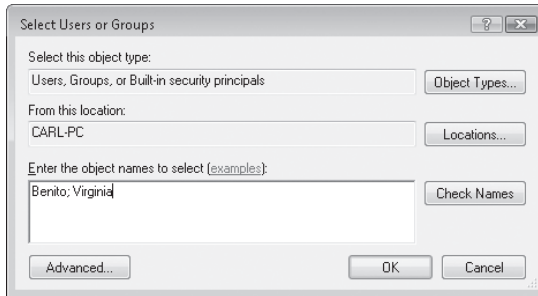 Select Users or Groups
Select this object type:
Users, Groups, or Built-in security principals
Object Types...
From this location:
CARL-PC
Locations...
Enter the object names to select (examples):
Benito; Virginia
Check Names
Advanced...
OK
Cancel